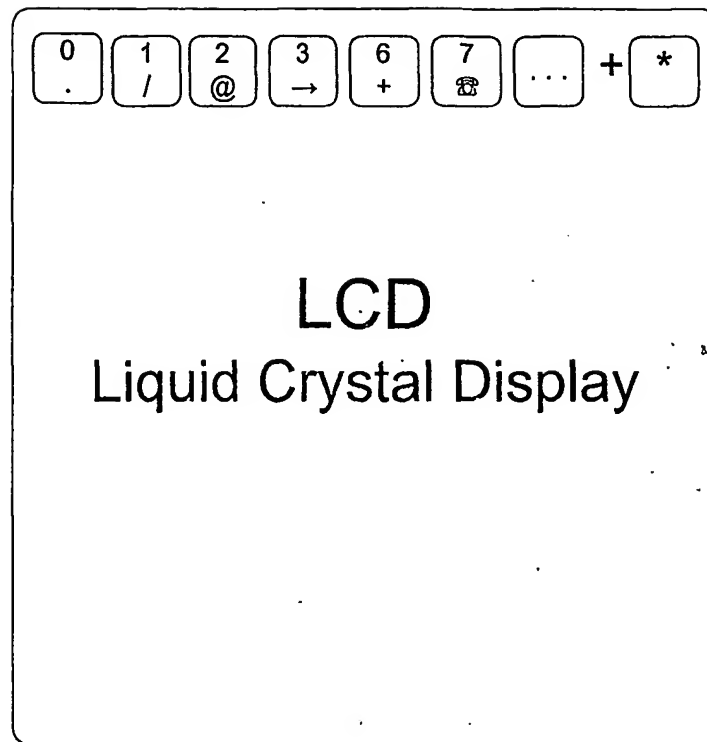 0 1 2 3 6 7 ... + *
. / @ → + ☎
LCD
Liquid Crystal Display